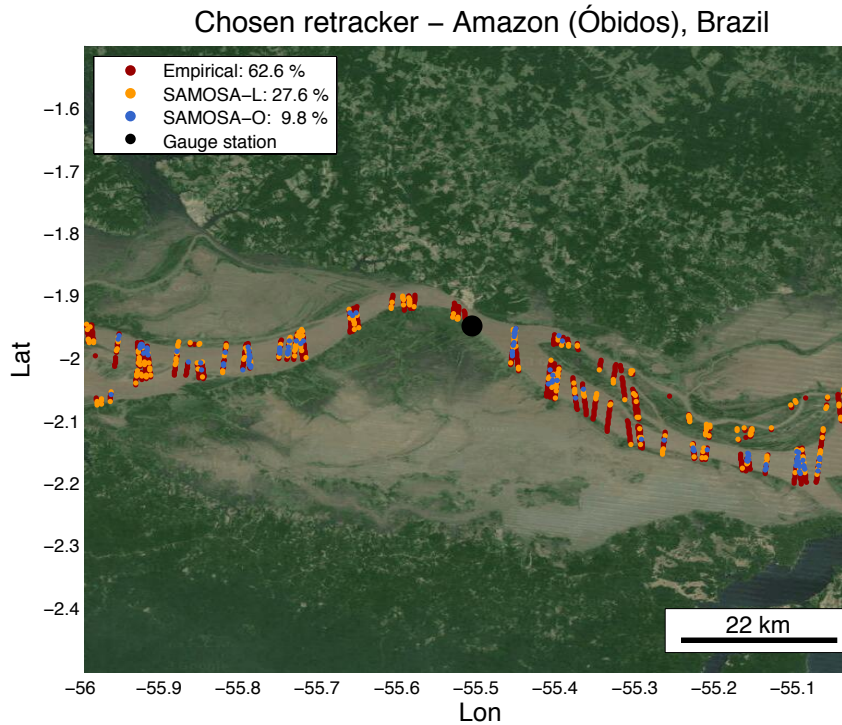 Chosen retracker − Amazon (Óbidos), Brazil
Empirical: 62.6 %
SAMOSA−L: 27.6 %
SAMOSA−O: 9.8 %
Gauge station
−1.6
−1.7
−1.8
−1.9
−2
−2.1
−2.2
−2.3
−2.4
Lat
22 km
−56 −55.9 −55.8 −55.7 −55.6 −55.5 −55.4 −55.3 −55.2 −55.1
Lon